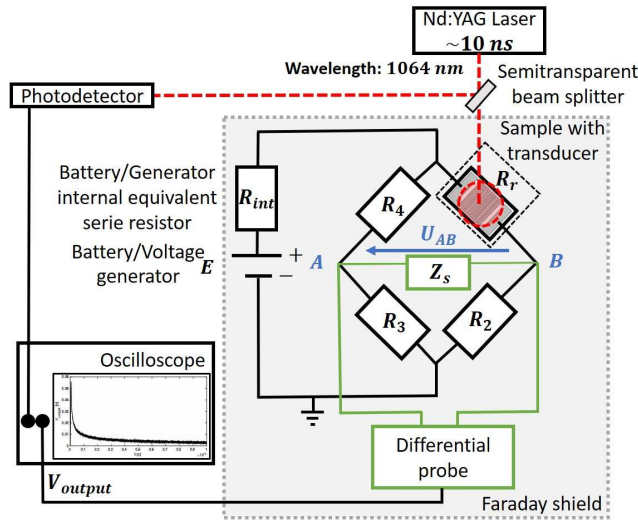 Nd:YAG Laser
~10 ns
Wavelength: 1064 nm
Semitransparent
beam splitter
Photodetector
Sample with
transducer
Battery/Generator
internal equivalent
serie resistor
R_int
R_4
R_r
Battery/Voltage
generator
E
+
−
U_AB
A
Z_s
B
R_3
R_2
Oscilloscope
Differential
probe
V_output
Faraday shield